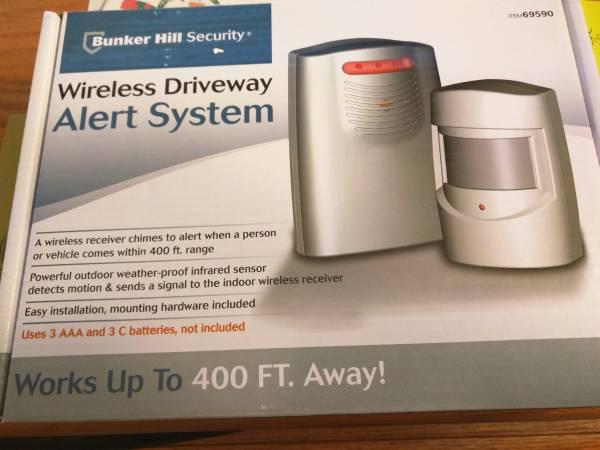 ITEM 69590
Bunker Hill Security®
Wireless Driveway
Alert System
A wireless receiver chimes to alert when a person
or vehicle comes within 400 ft. range
Powerful outdoor weather-proof infrared sensor
detects motion & sends a signal to the indoor wireless receiver
Easy installation, mounting hardware included
Uses 3 AAA and 3 C batteries, not included
Works Up To 400 FT. Away!